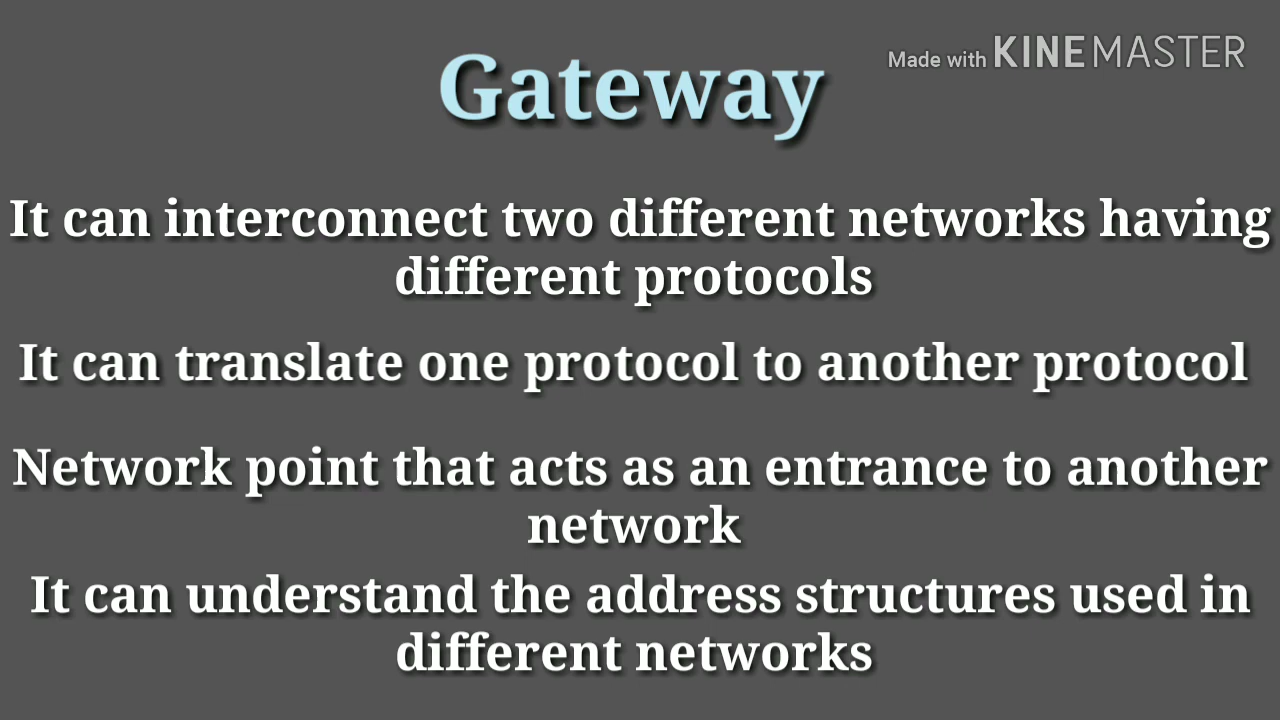 Made with KINEMASTER
Gateway
It can interconnect two different networks having
different protocols
It can translate one protocol to another protocol
Network point that acts as an entrance to another
network
It can understand the address structures used in
different networks